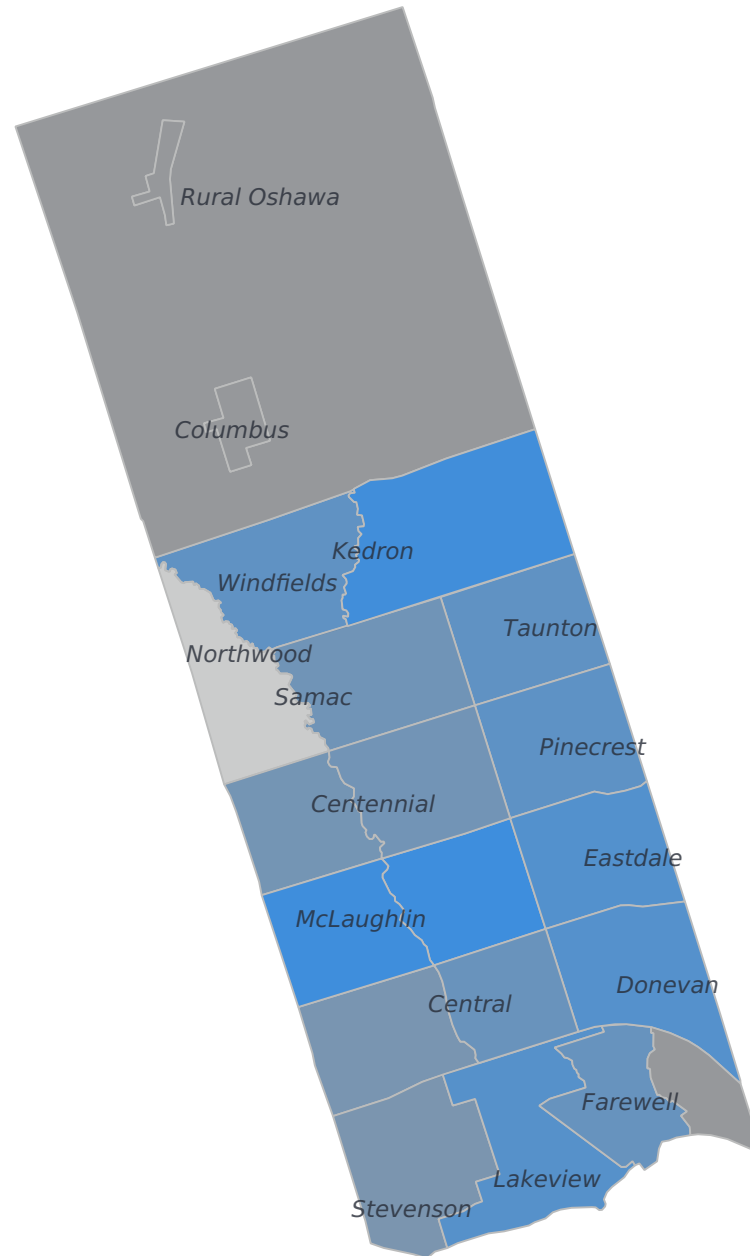 Rural Oshawa
Columbus
Kedron
Windfields
Taunton
Northwood
Samac
Pinecrest
Centennial
Eastdale
McLaughlin
Donevan
Central
Farewell
Lakeview
Stevenson